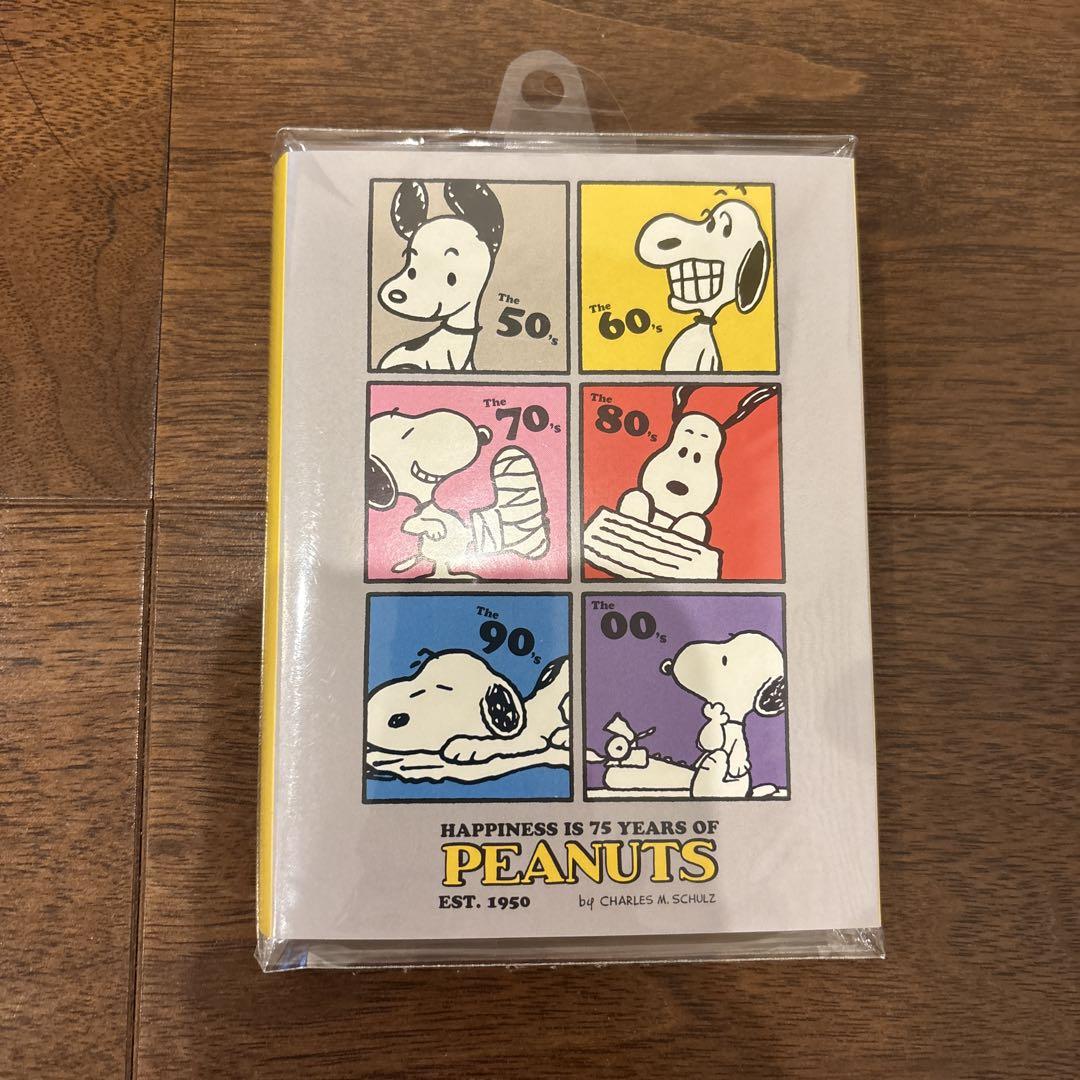 The
50's
The
60's
The
70's
The
80's
The
90's
The
00's
HAPPINESS IS 75 YEARS OF
PEANUTS
EST. 1950
by CHARLES M. SCHULZ